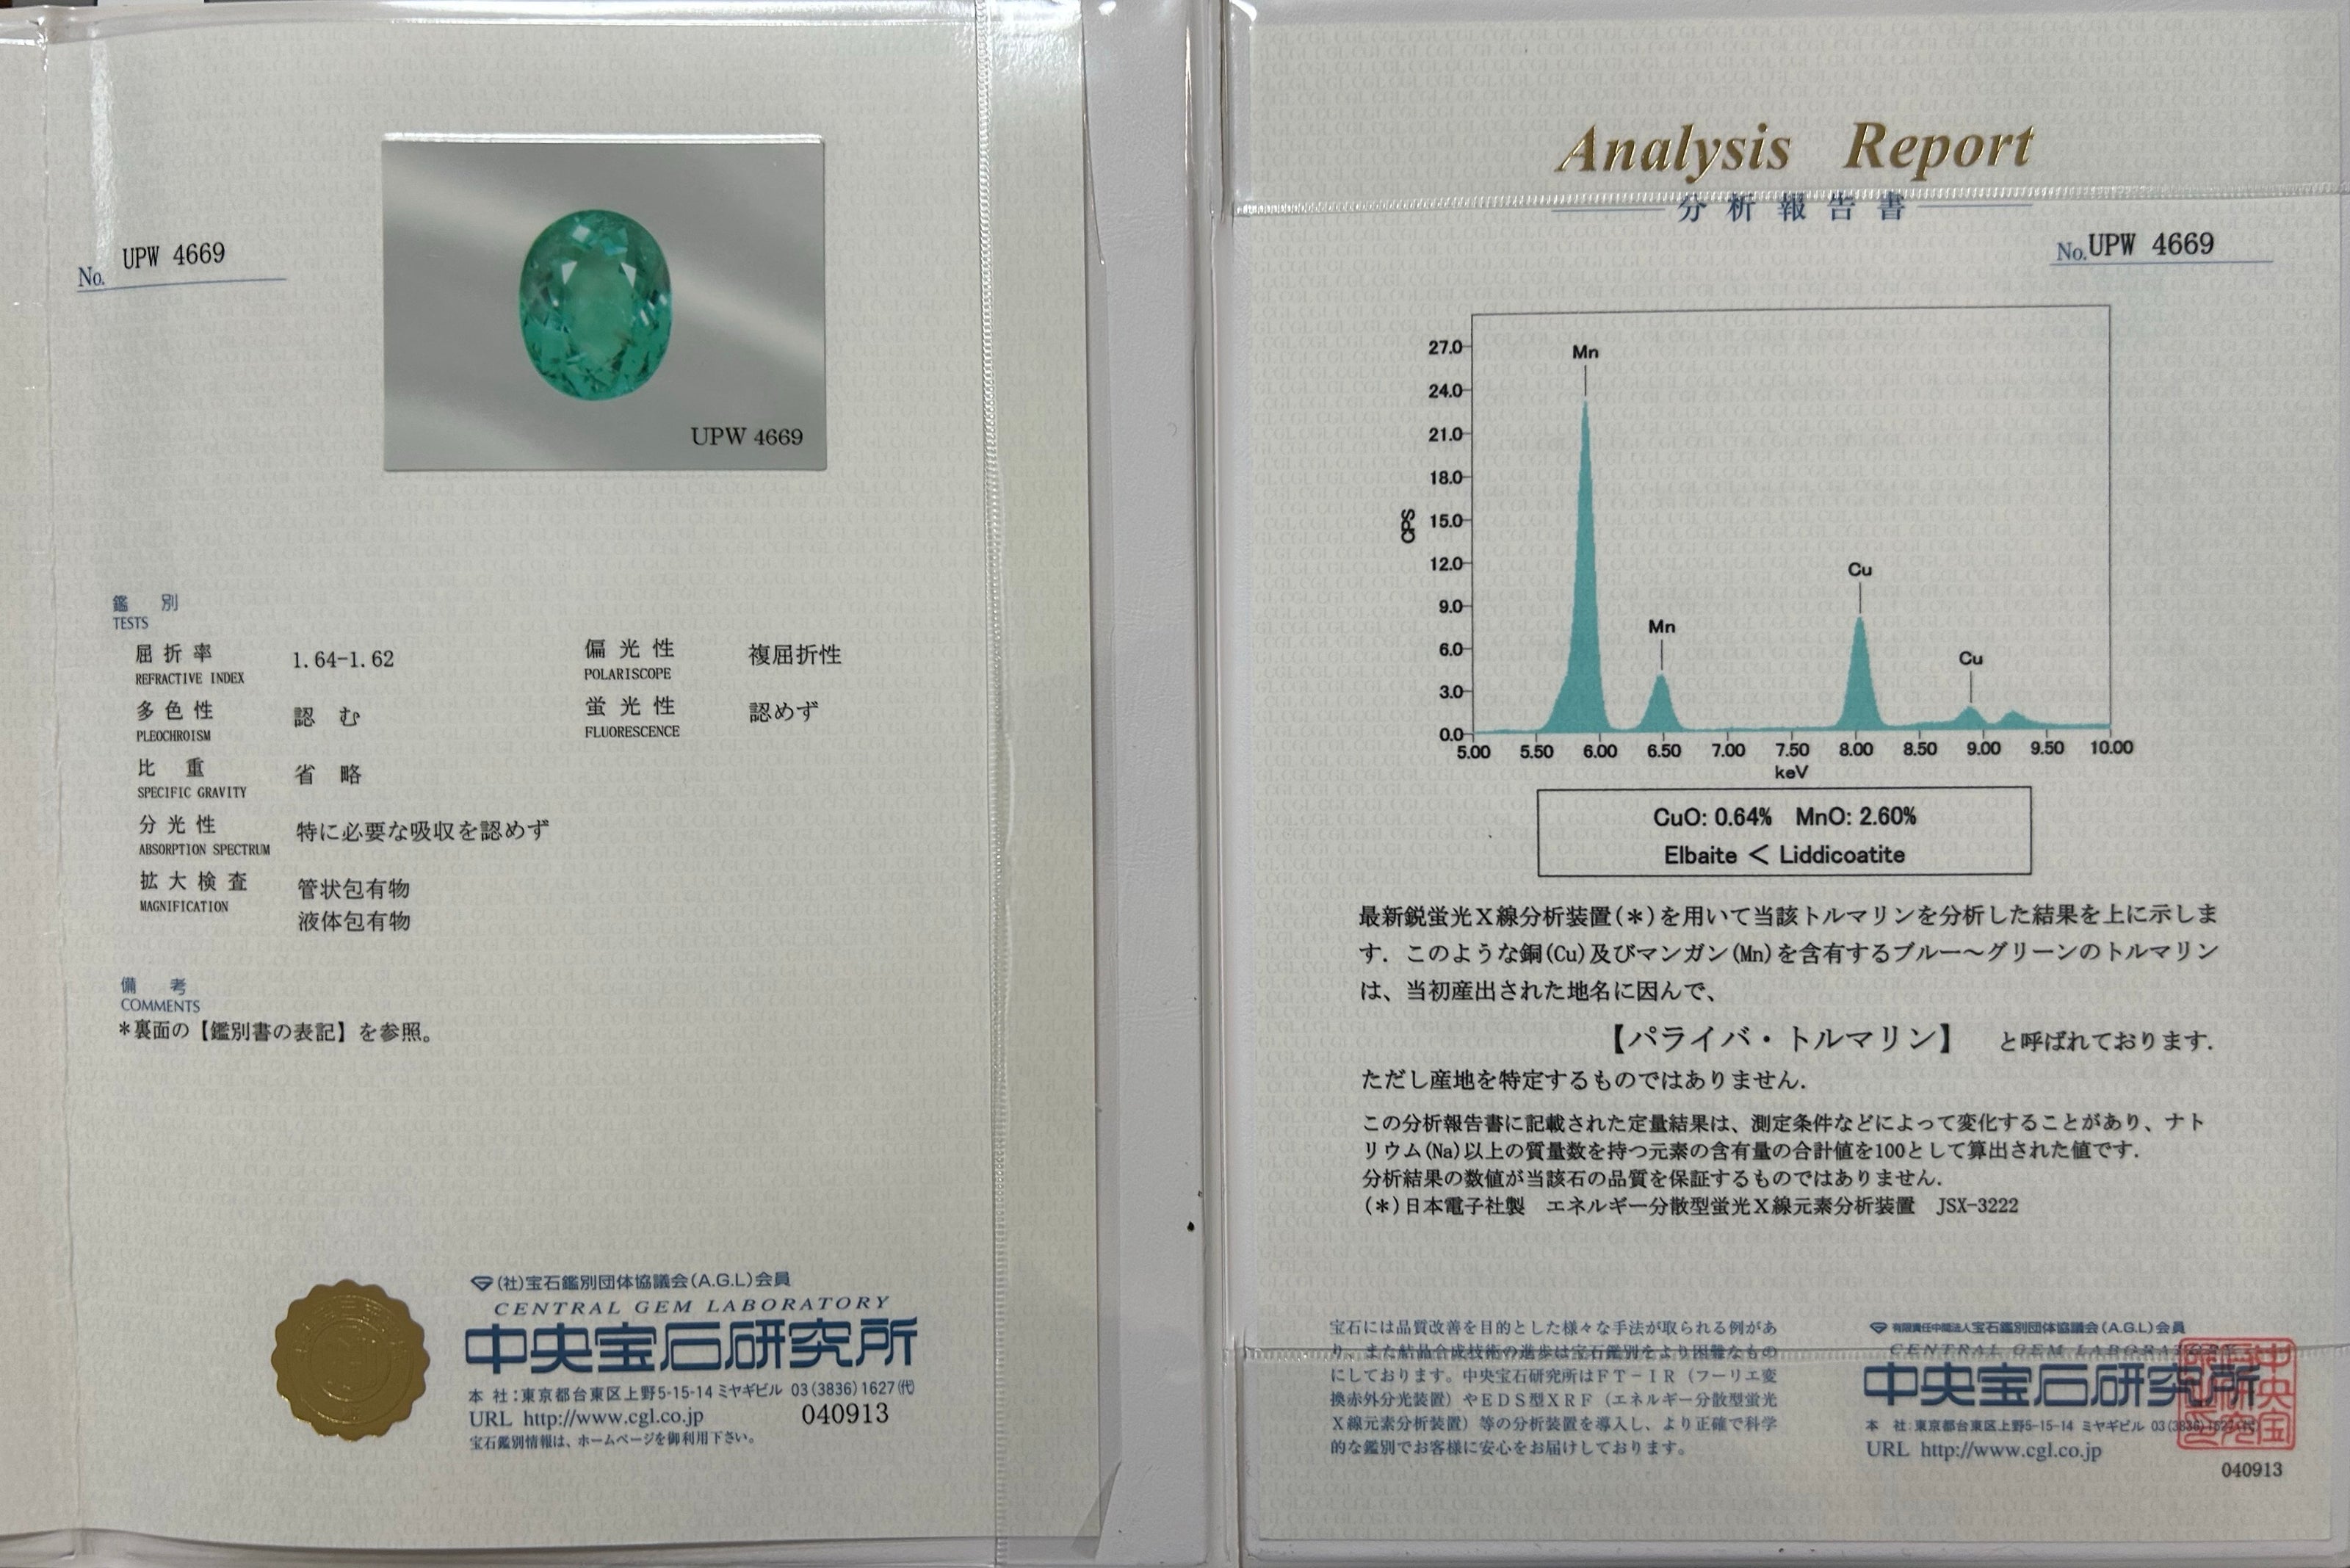 No. UPW 4669
UPW 4669
鑑 別
TESTS
屈折率 1.64-1.62
REFRACTIVE INDEX
偏光性 複屈折性
POLARISCOPE
多色性 認 む
PLEOCHROISM
蛍光性 認めず
FLUORESCENCE
比 重 省 略
SPECIFIC GRAVITY
分光性 特に必要な吸収を認めず
ABSORPTION SPECTRUM
拡大検査 管状包有物
MAGNIFICATION
液体包有物
備 考
COMMENTS
*裏面の【鑑別書の表記】を参照。
(社)宝石鑑別団体協議会(A.G.L)会員
CENTRAL GEM LABORATORY
中央宝石研究所
本 社:東京都台東区上野5-15-14 ミヤギビル 03(3836)1627(代)
URL http://www.cgl.co.jp 040913
宝石鑑別情報は、ホームページを御利用下さい。
Analysis Report
分析報告書
No. UPW 4669
27.0
24.0
21.0
18.0
15.0
12.0
9.0
6.0
3.0
0.0
CPS
Mn
Mn
Cu
Cu
5.00 5.50 6.00 6.50 7.00 7.50 8.00 8.50 9.00 9.50 10.00
keV
CuO: 0.64% MnO: 2.60%
Elbaite < Liddicoatite
最新鋭蛍光X線分析装置(*)を用いて当該トルマリンを分析した結果を上に示しま
す. このような銅(Cu)及びマンガン(Mn)を含有するブルー~グリーンのトルマリン
は、当初産出された地名に因んで、
【パライバ・トルマリン】 と呼ばれております.
ただし産地を特定するものではありません.
この分析報告書に記載された定量結果は、測定条件などによって変化することがあり、ナト
リウム(Na)以上の質量数を持つ元素の含有量の合計値を100として算出された値です.
分析結果の数値が当該石の品質を保証するものではありません.
(*)日本電子社製 エネルギー分散型蛍光X線元素分析装置 JSX-3222
宝石には品質改善を目的とした様々な手法が取られる例があ
り、また結晶合成技術の進歩は宝石鑑別をより困難なもの
にしております。中央宝石研究所はFT-IR(フーリエ変
換赤外分光装置)やEDS型XRF(エネルギー分散型蛍光
X線元素分析装置)等の分析装置を導入し、より正確で科学
的な鑑別でお客様に安心をお届けしております。
有限責任中間法人宝石鑑別団体協議会(A.G.L)会員
CENTRAL GEM LABORATORY
中央宝石研究所
本 社:東京都台東区上野5-15-14 ミヤギビル 03(3836)1627(代)
URL http://www.cgl.co.jp
040913